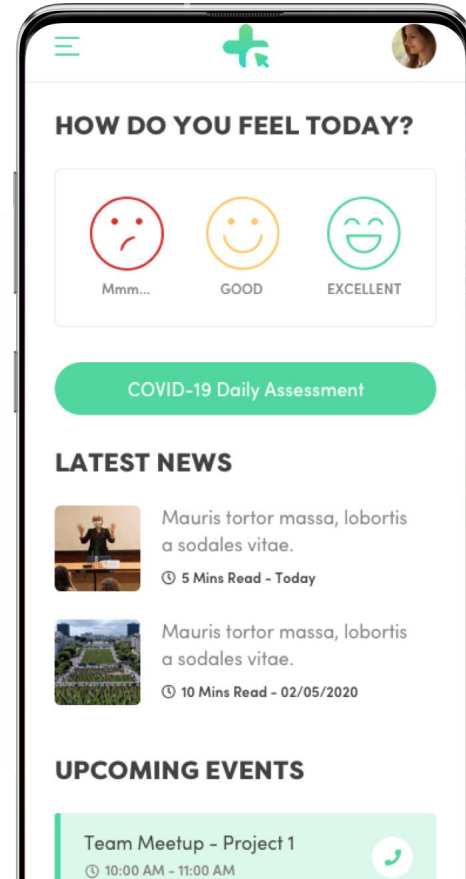 HOW DO YOU FEEL TODAY?
Mmm...
GOOD
EXCELLENT
COVID-19 Daily Assessment
LATEST NEWS
Mauris tortor massa, lobortis
a sodales vitae.
5 Mins Read - Today
Mauris tortor massa, lobortis
a sodales vitae.
10 Mins Read - 02/05/2020
UPCOMING EVENTS
Team Meetup - Project 1
10:00 AM - 11:00 AM